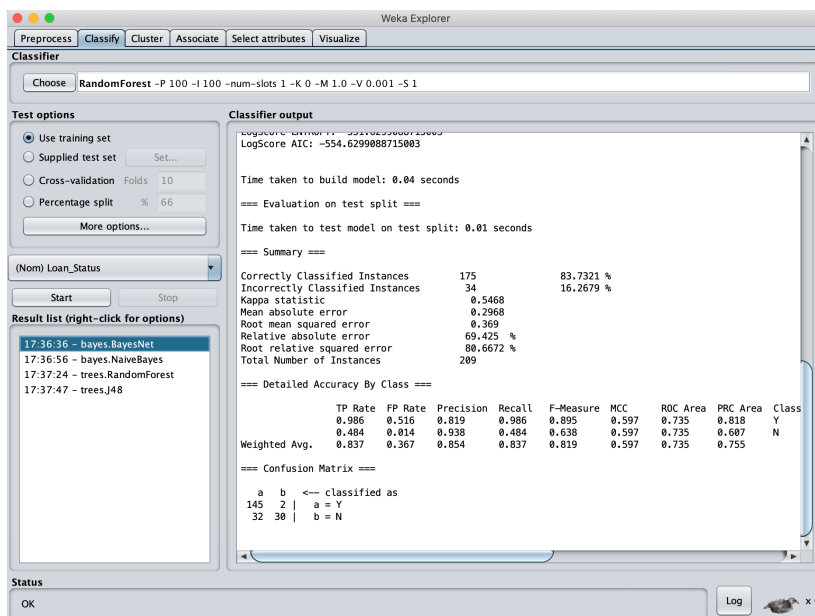 Weka Explorer
Preprocess Classify Cluster Associate Select attributes Visualize
Classifier
Choose RandomForest -P 100 -I 100 -num-slots 1 -K 0 -M 1.0 -V 0.001 -S 1
Test options
Use training set
Supplied test set Set...
Cross-validation Folds 10
Percentage split % 66
More options...
(Nom) Loan_Status
Start Stop
Result list (right-click for options)
17:36:36 - bayes.BayesNet
17:36:56 - bayes.NaiveBayes
17:37:24 - trees.RandomForest
17:37:47 - trees.J48
Classifier output
LogScore AIC: -554.6299088715003
Time taken to build model: 0.04 seconds
=== Evaluation on test split ===
Time taken to test model on test split: 0.01 seconds
=== Summary ===
Correctly Classified Instances 175 83.7321 %
Incorrectly Classified Instances 34 16.2679 %
Kappa statistic 0.5468
Mean absolute error 0.2968
Root mean squared error 0.369
Relative absolute error 69.425 %
Root relative squared error 80.6672 %
Total Number of Instances 209
=== Detailed Accuracy By Class ===
TP Rate FP Rate Precision Recall F-Measure MCC ROC Area PRC Area Class
0.986 0.516 0.819 0.986 0.895 0.597 0.735 0.818 Y
0.484 0.014 0.938 0.484 0.638 0.597 0.735 0.607 N
Weighted Avg. 0.837 0.367 0.854 0.837 0.819 0.597 0.735 0.755
=== Confusion Matrix ===
a b <-- classified as
145 2 | a = Y
32 30 | b = N
Status
OK
Log
x